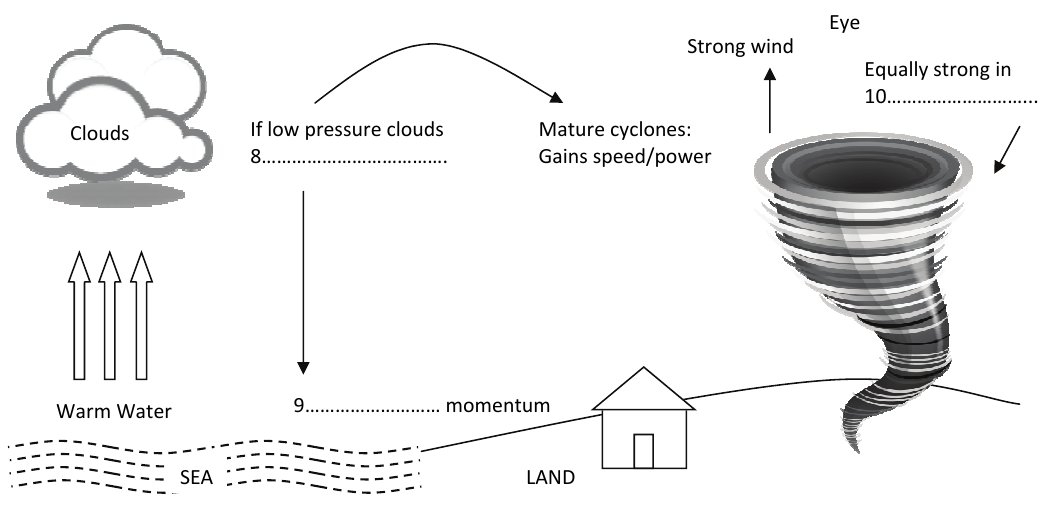 Eye
Strong wind
Equally strong in
10…………………………..
Clouds
If low pressure clouds
8……………………………….
Mature cyclones:
Gains speed/power
9……………………… momentum
Warm Water
SEA
LAND